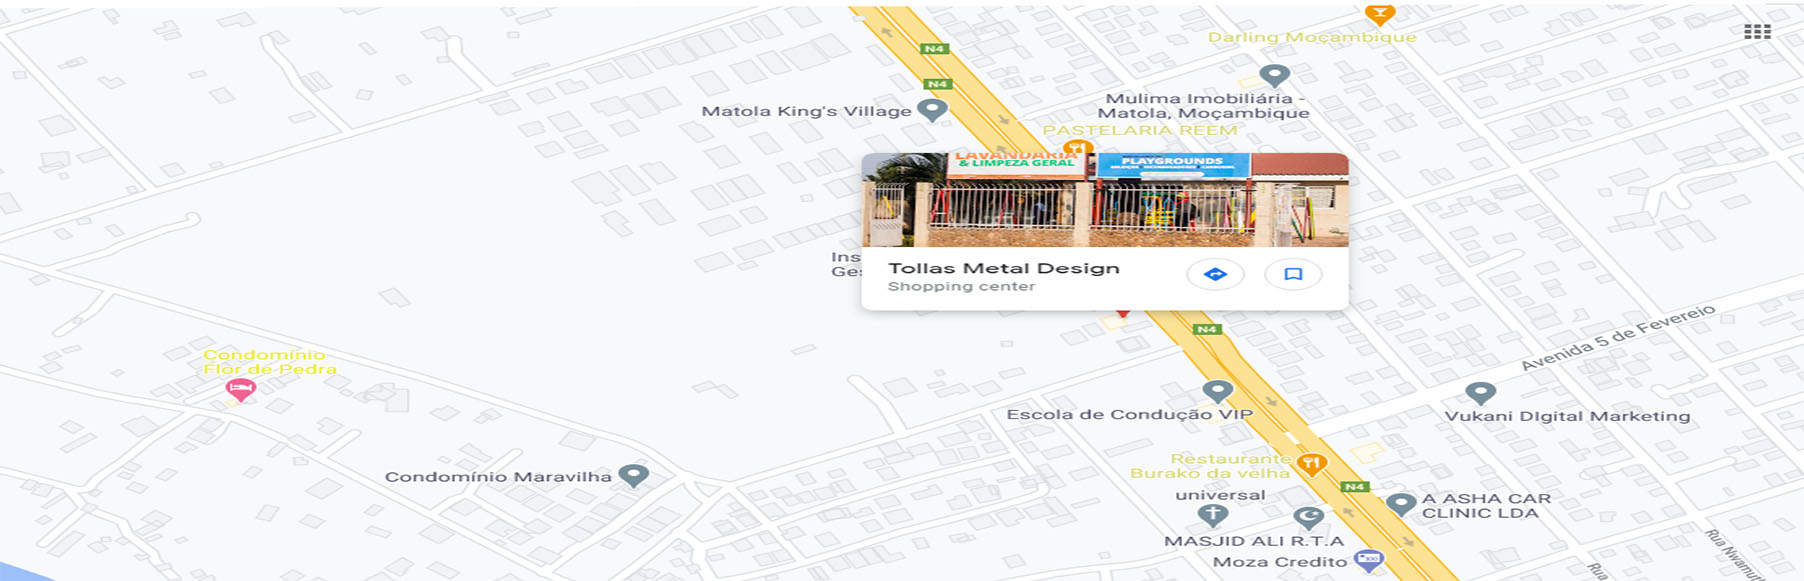 Darling Moçambique
N4
N4
Matola King's Village
Mulima Imobiliária -
Matola, Moçambique
PASTELARIA REEM
LAVANDARIA
& LIMPEZA GERAL
PLAYGROUNDS
Ins
Ges
Tollas Metal Design
Shopping center
N4
Avenida 5 de Fevereio
Condomínio
Flor de Pedra
Escola de Condução VIP
Vukani DIgital Marketing
Restaurante
Burako da velha
Condomínio Maravilha
N4
universal
A ASHA CAR
CLINIC LDA
MASJID ALI R.T.A
Moza Credito
Rua Nwamut
Rua